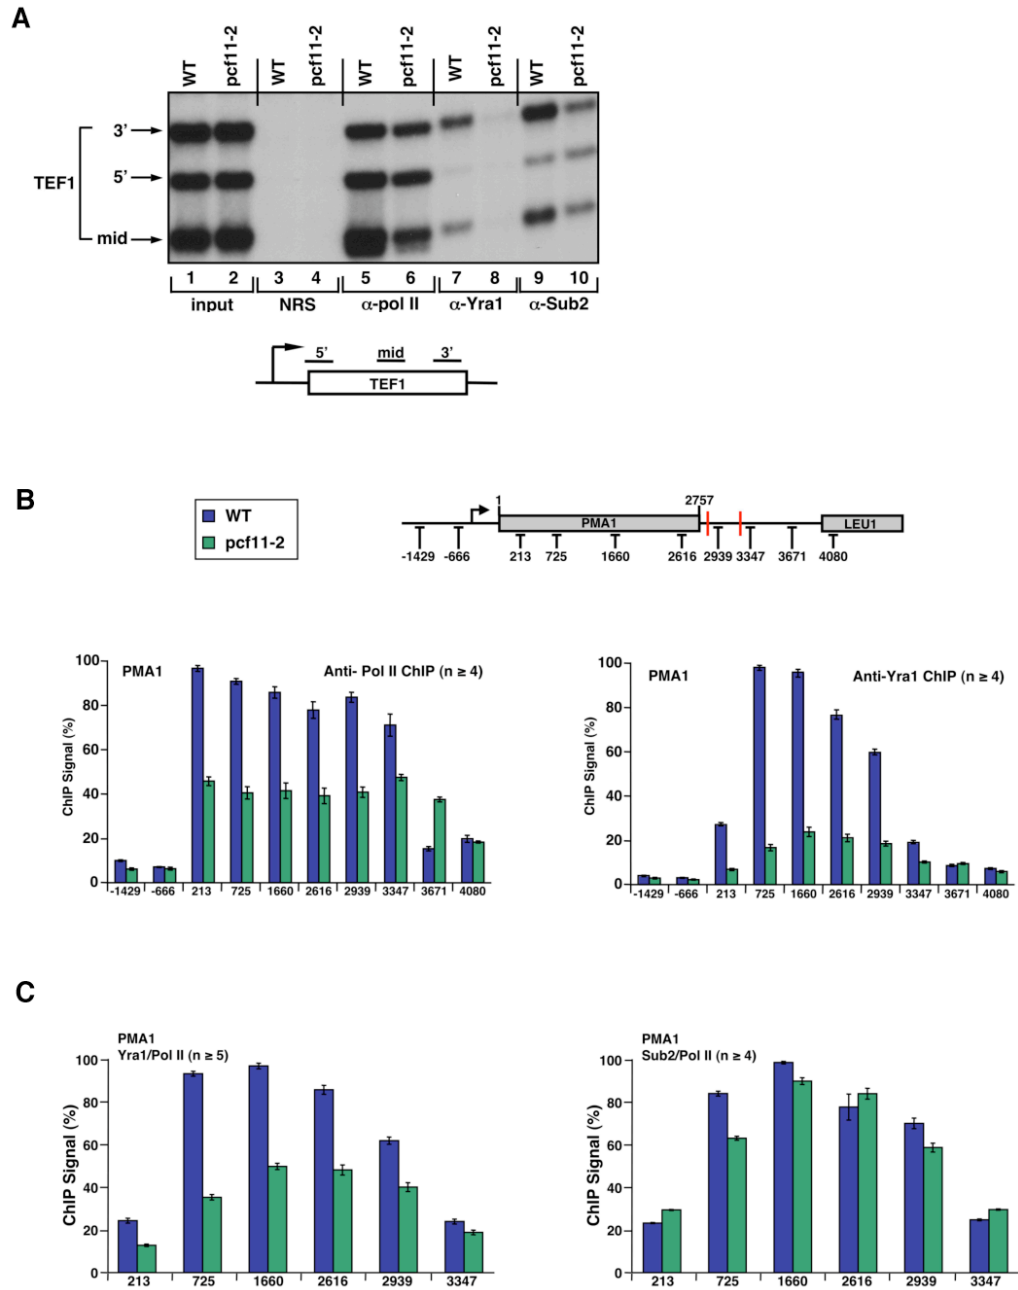 A
WT pcf11-2 WT pcf11-2 WT pcf11-2 WT pcf11-2 WT pcf11-2
3'
TEF1 5'
mid
1 2 3 4 5 6 7 8 9 10
input NRS α-pol II α-Yra1 α-Sub2
5' mid 3'
TEF1
B
WT
pcf11-2
1 2757
PMA1 LEU1
-1429 -666 213 725 1660 2616 2939 3347 3671 4080
PMA1 Anti- Pol II ChIP (n ≥ 4)
ChIP Signal (%)
100
80
60
40
20
0
-1429 -666 213 725 1660 2616 2939 3347 3671 4080
PMA1 Anti-Yra1 ChIP (n ≥ 4)
ChIP Signal (%)
100
80
60
40
20
0
-1429 -666 213 725 1660 2616 2939 3347 3671 4080
C
PMA1
Yra1/Pol II (n ≥ 5)
ChIP Signal (%)
100
80
60
40
20
0
213 725 1660 2616 2939 3347
PMA1
Sub2/Pol II (n ≥ 4)
ChIP Signal (%)
100
80
60
40
20
0
213 725 1660 2616 2939 3347